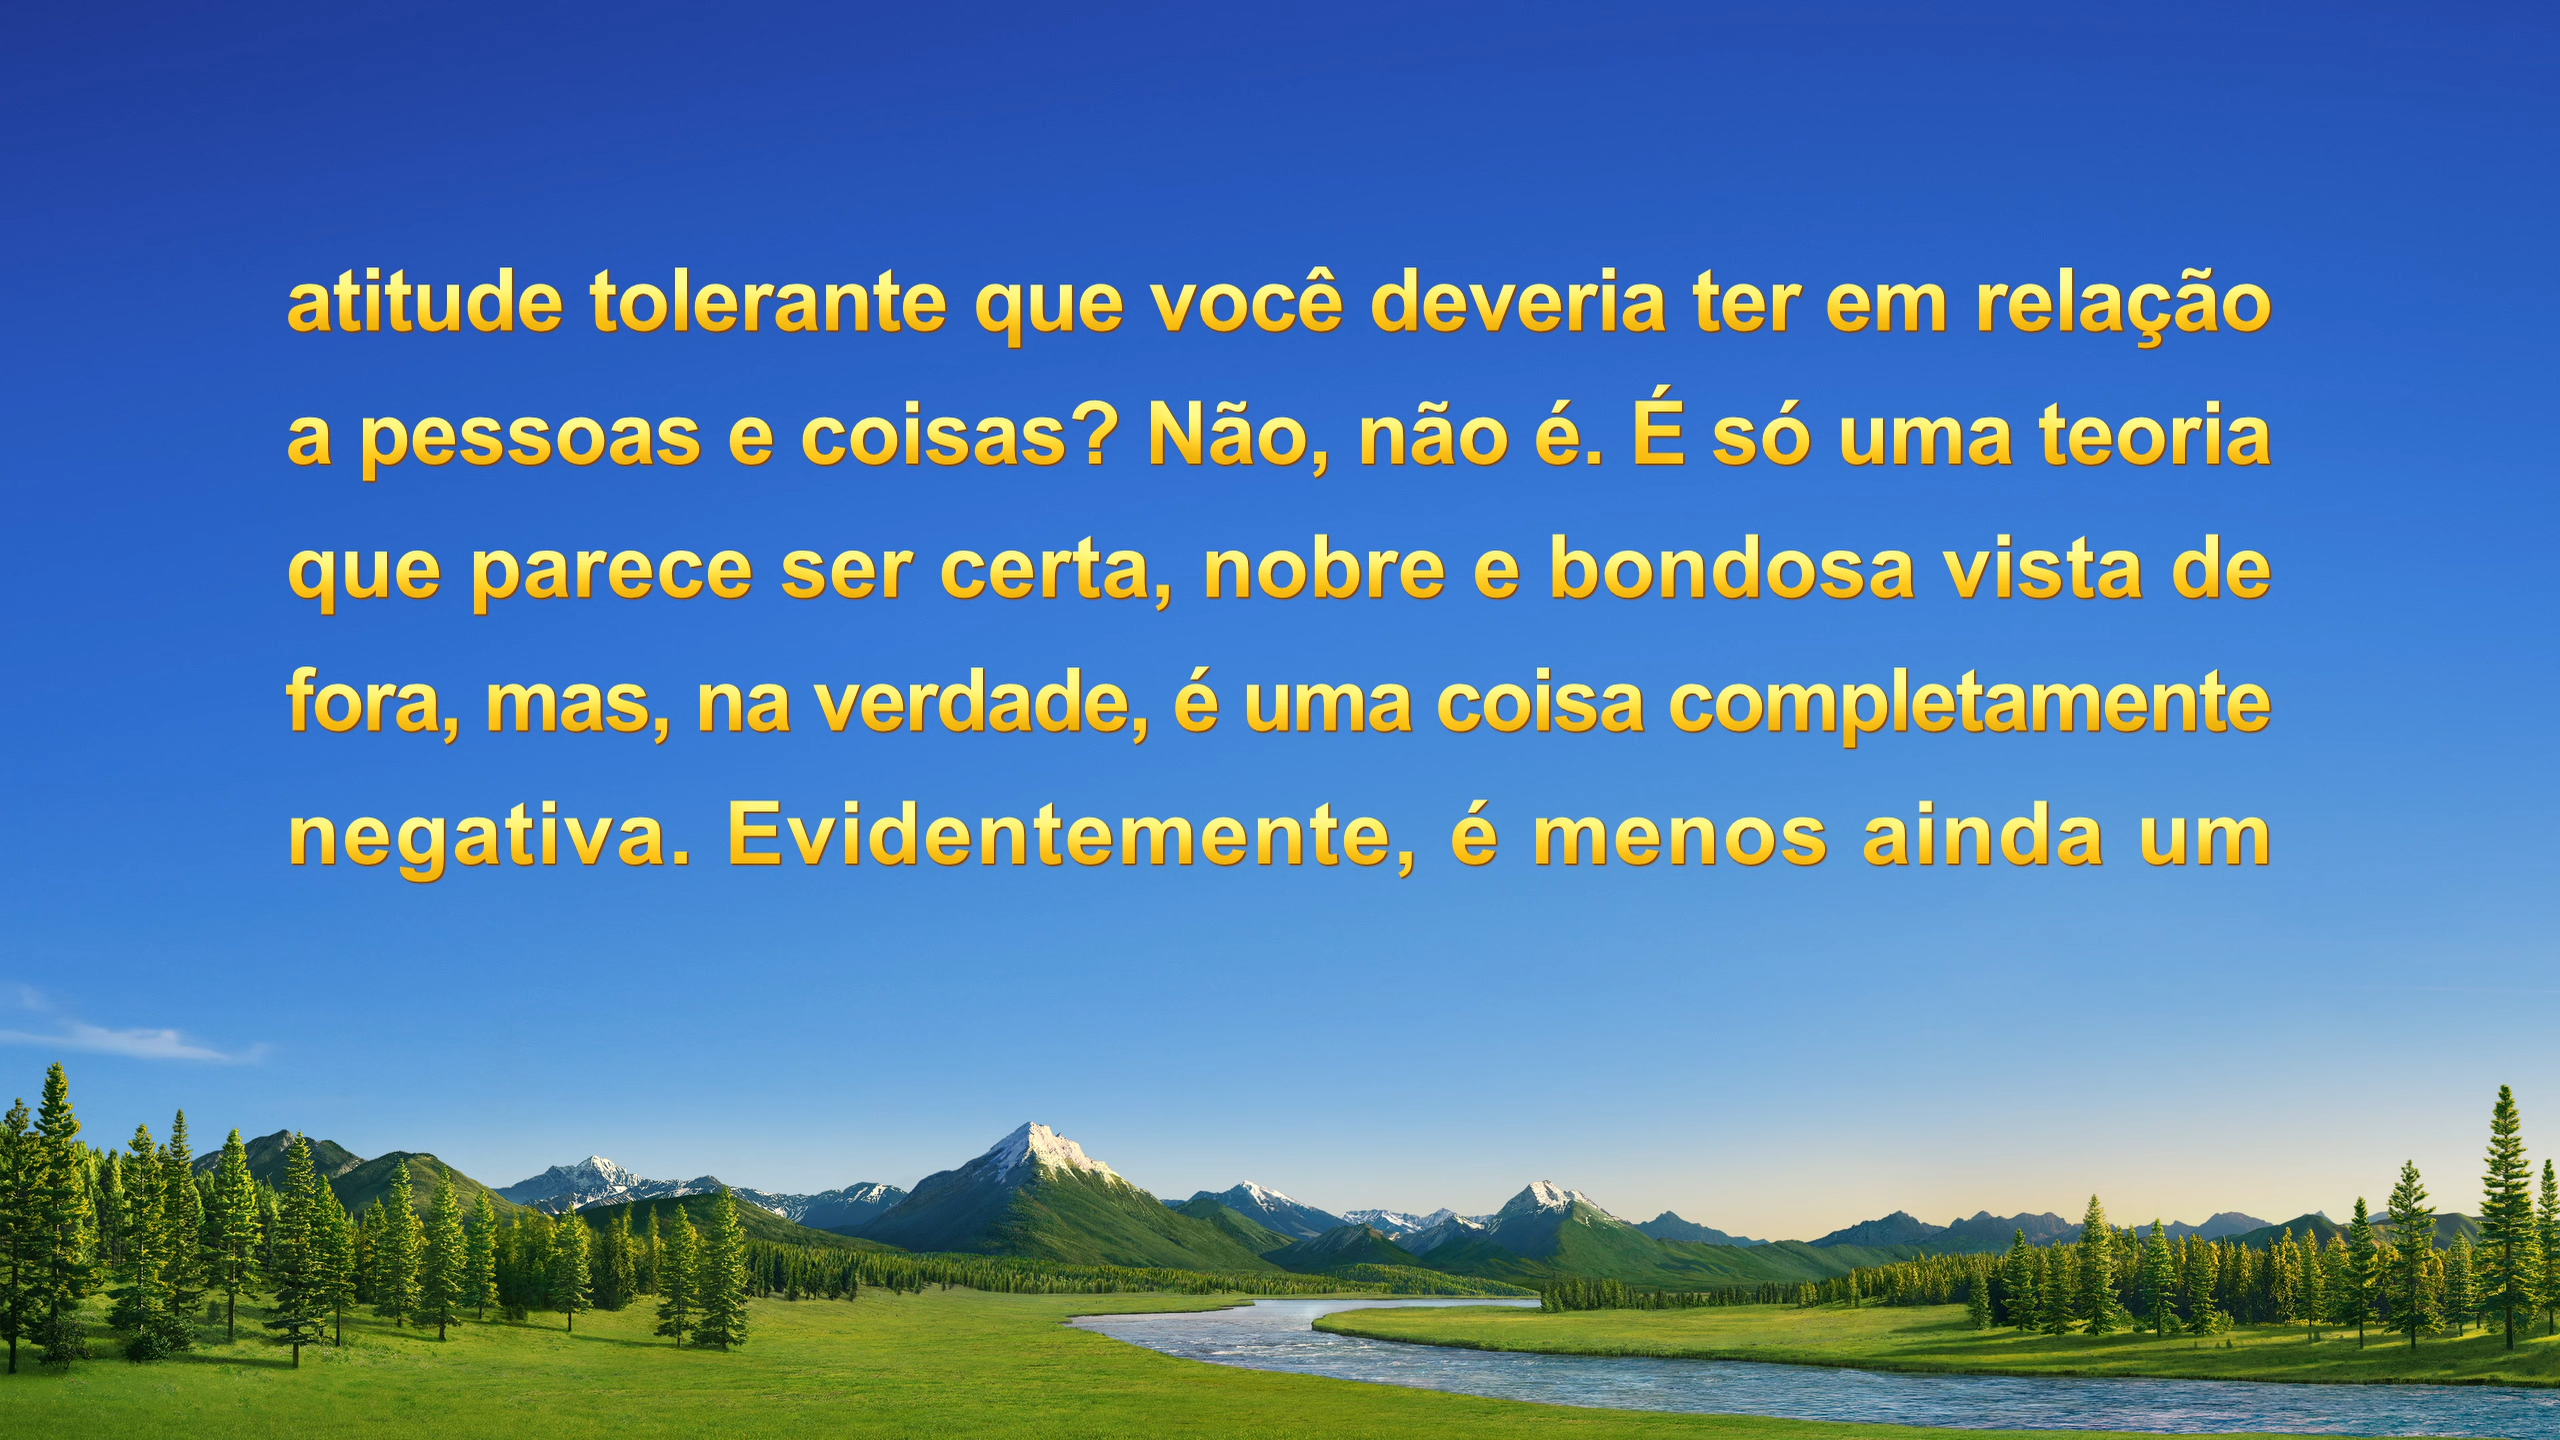 atitude tolerante que você deveria ter em relação
a pessoas e coisas? Não, não é. É só uma teoria
que parece ser certa, nobre e bondosa vista de
fora, mas, na verdade, é uma coisa completamente
negativa. Evidentemente, é menos ainda um